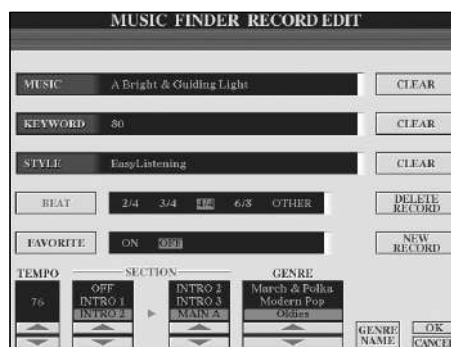 MUSIC FINDER RECORD EDIT
MUSIC A Bright & Guiding Light CLEAR
KEYWORD 80 CLEAR
STYLE EasyListening CLEAR
BEAT 2/4 3/4 4/4 6/8 OTHER DELETE RECORD
FAVORITE ON OFF NEW RECORD
TEMPO SECTION GENRE
76
OFF INTRO 2 March & Polka
INTRO 1 INTRO 3 Modern Pop
INTRO 2 MAIN A Oldies
GENRE NAME
OK
CANCEL